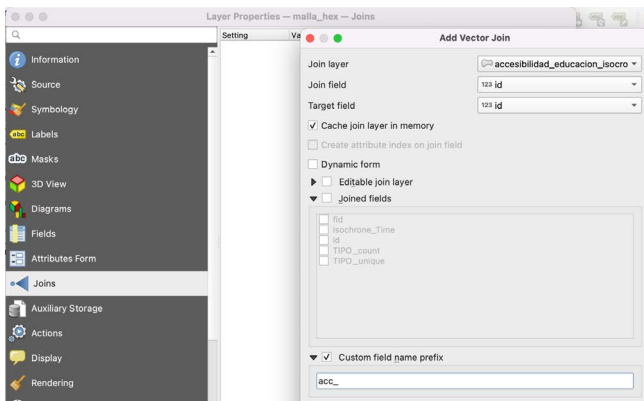 Layer Properties — malla_hex — Joins
Information
Source
Symbology
abc Labels
abc Masks
3D View
Diagrams
Fields
Attributes Form
Joins
Auxiliary Storage
Actions
Display
Rendering
Setting Va
Add Vector Join
Join layer accesibilidad_educacion_isocro
Join field 123 id
Target field 123 id
Cache join layer in memory
Create attribute index on join field
Dynamic form
Editable join layer
Joined fields
fid
isochrone_Time
id
TIPO_count
TIPO_unique
Custom field name prefix
acc_